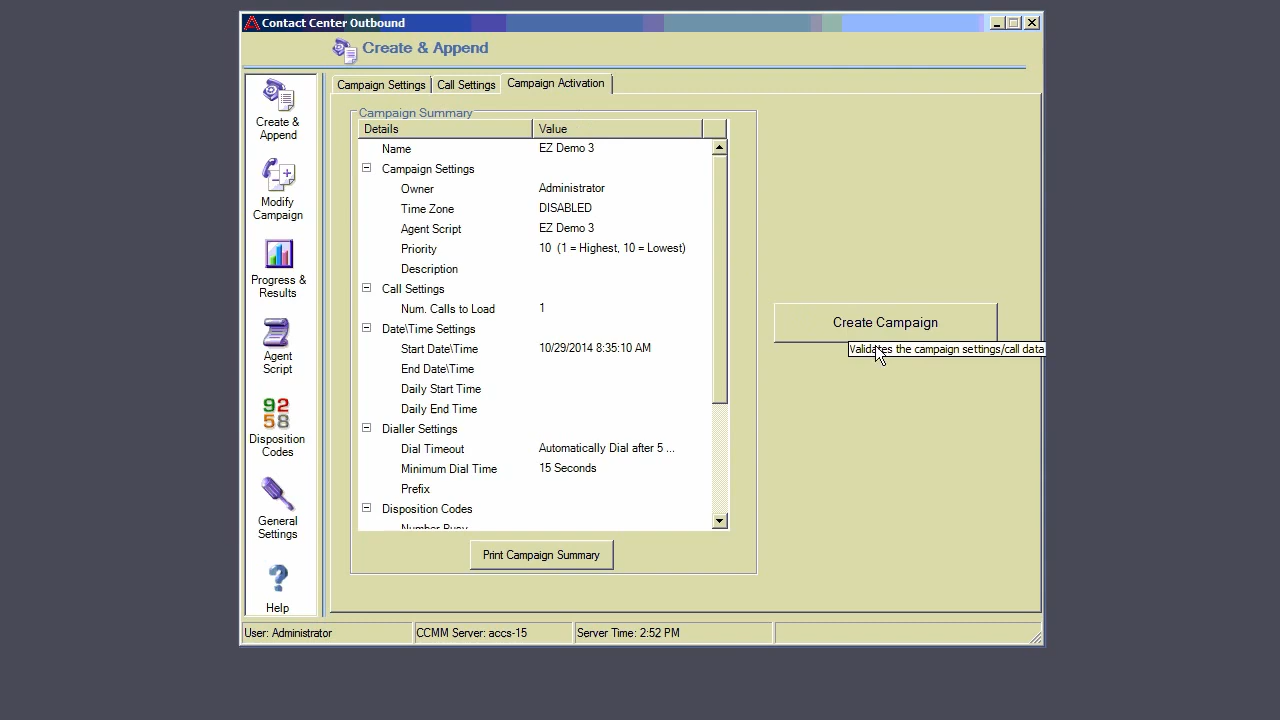 Contact Center Outbound
Create & Append
Create &
Append
Modify
Campaign
Progress &
Results
Agent
Script
92
58
Disposition
Codes
General
Settings
Help
Campaign Settings
Call Settings
Campaign Activation
Campaign Summary
Details Value
Name EZ Demo 3
Campaign Settings
Owner Administrator
Time Zone DISABLED
Agent Script EZ Demo 3
Priority 10 (1 = Highest, 10 = Lowest)
Description
Call Settings
Num. Calls to Load 1
Date\Time Settings
Start Date\Time 10/29/2014 8:35:10 AM
End Date\Time
Daily Start Time
Daily End Time
Dialler Settings
Dial Timeout Automatically Dial after 5 ...
Minimum Dial Time 15 Seconds
Prefix
Disposition Codes
Number Busy
Print Campaign Summary
Create Campaign
Validates the campaign settings/call data
User: Administrator
CCMM Server: accs-15
Server Time: 2:52 PM